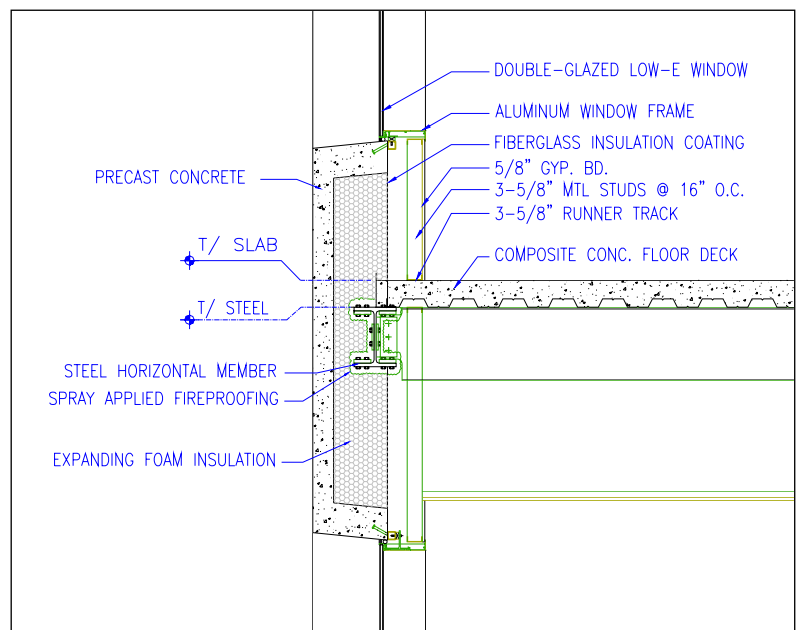 DOUBLE-GLAZED LOW-E WINDOW
ALUMINUM WINDOW FRAME
FIBERGLASS INSULATION COATING
5/8" GYP. BD.
3-5/8" MTL STUDS @ 16" O.C.
3-5/8" RUNNER TRACK
COMPOSITE CONC. FLOOR DECK
PRECAST CONCRETE
T/ SLAB
T/ STEEL
STEEL HORIZONTAL MEMBER
SPRAY APPLIED FIREPROOFING
EXPANDING FOAM INSULATION